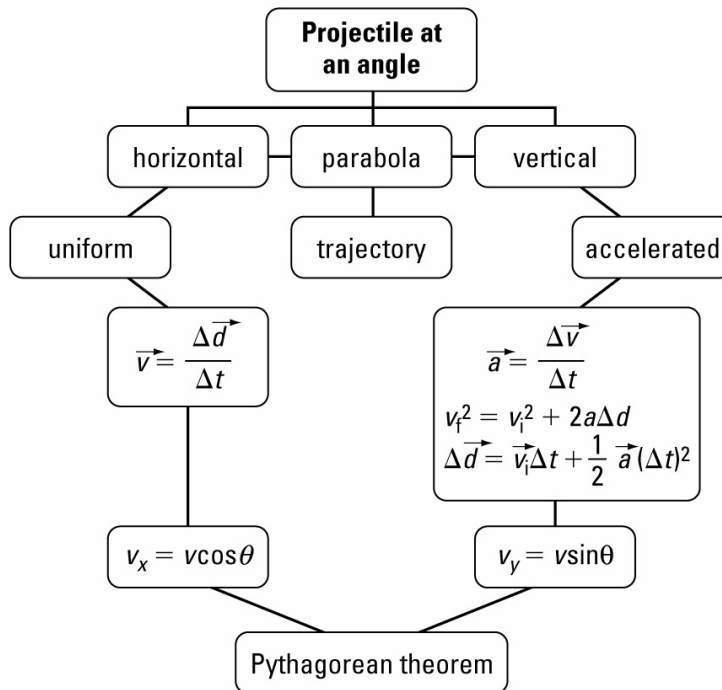 Projectile at
an angle
horizontal
parabola
vertical
uniform
trajectory
accelerated
v⃗ = Δd⃗ / Δt
a⃗ = Δv⃗ / Δt
v_f² = v_i² + 2aΔd
Δd⃗ = v⃗_iΔt + 1/2 a⃗(Δt)²
v_x = vcosθ
v_y = vsinθ
Pythagorean theorem